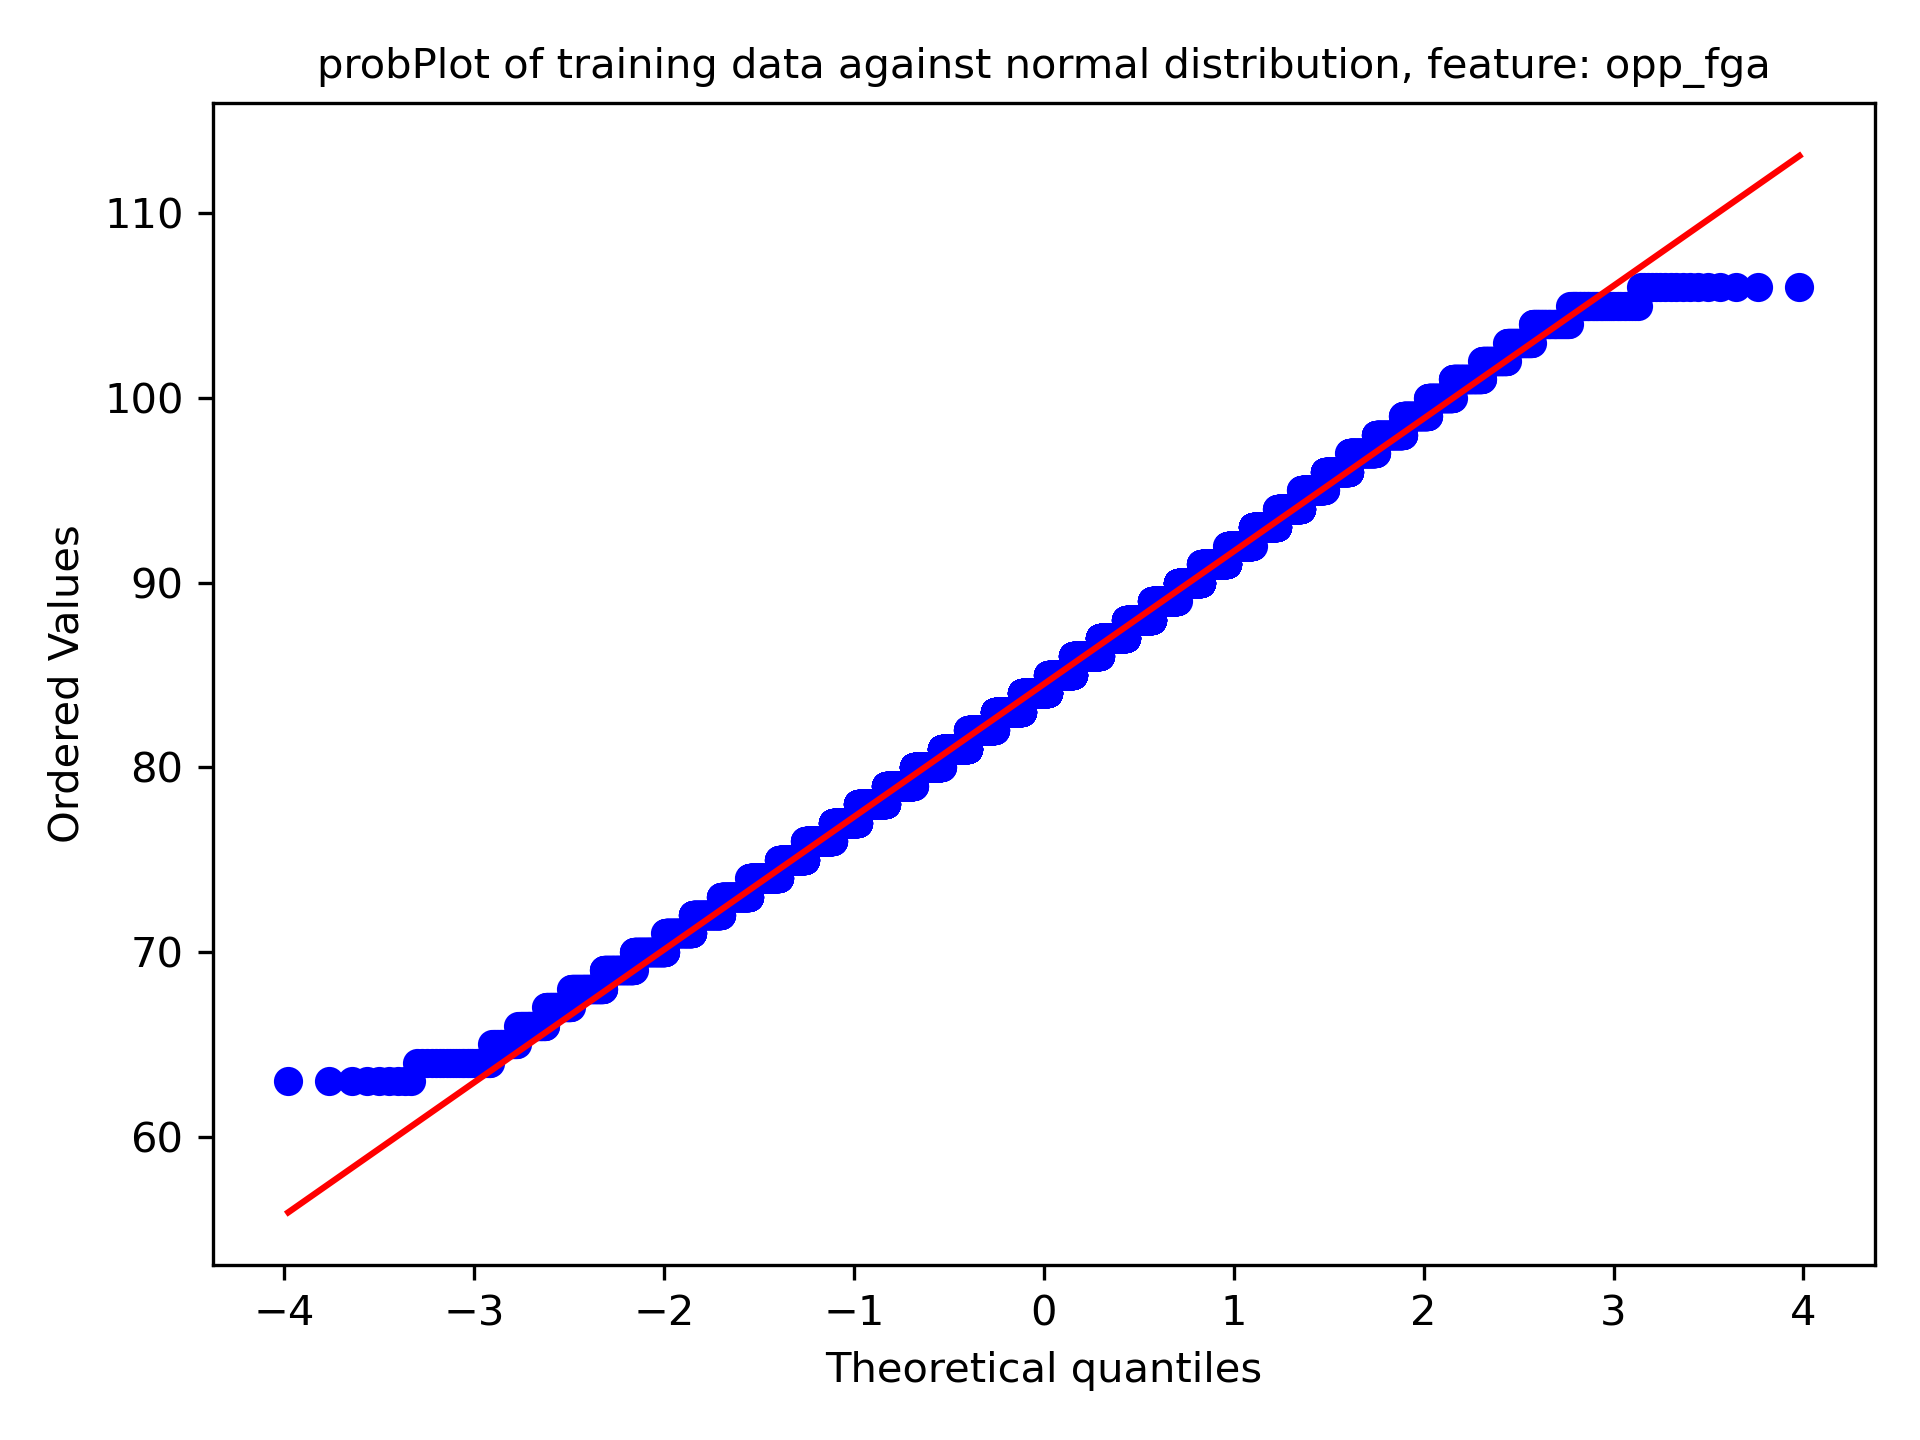 probPlot of training data against normal distribution, feature: opp_fga
110
100
90
80
70
60
Ordered Values
−4 −3 −2 −1 0 1 2 3 4
Theoretical quantiles